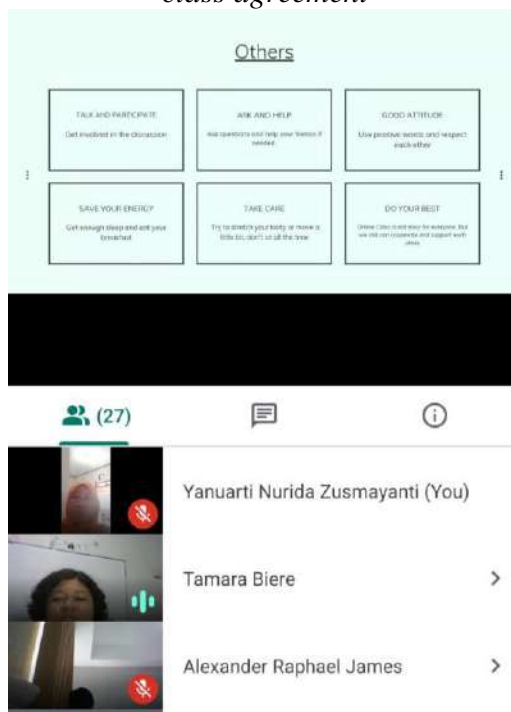 class agreement
Others
TALK AND PARTICIPATE
Get involved in the discussion
ASK AND HELP
Ask questions and help your friends if
needed
GOOD ATTITUDE
Use positive words and respect
each other
SAVE YOUR ENERGY
Get enough sleep and eat your
breakfast
TAKE CARE
Try to stretch your body or move a
little bit, don't sit all the time
DO YOUR BEST
Online Class is not easy for everyone. But
we still can cooperate and support each
other
(27)
Yanuarti Nurida Zusmayanti (You)
Tamara Biere
Alexander Raphael James